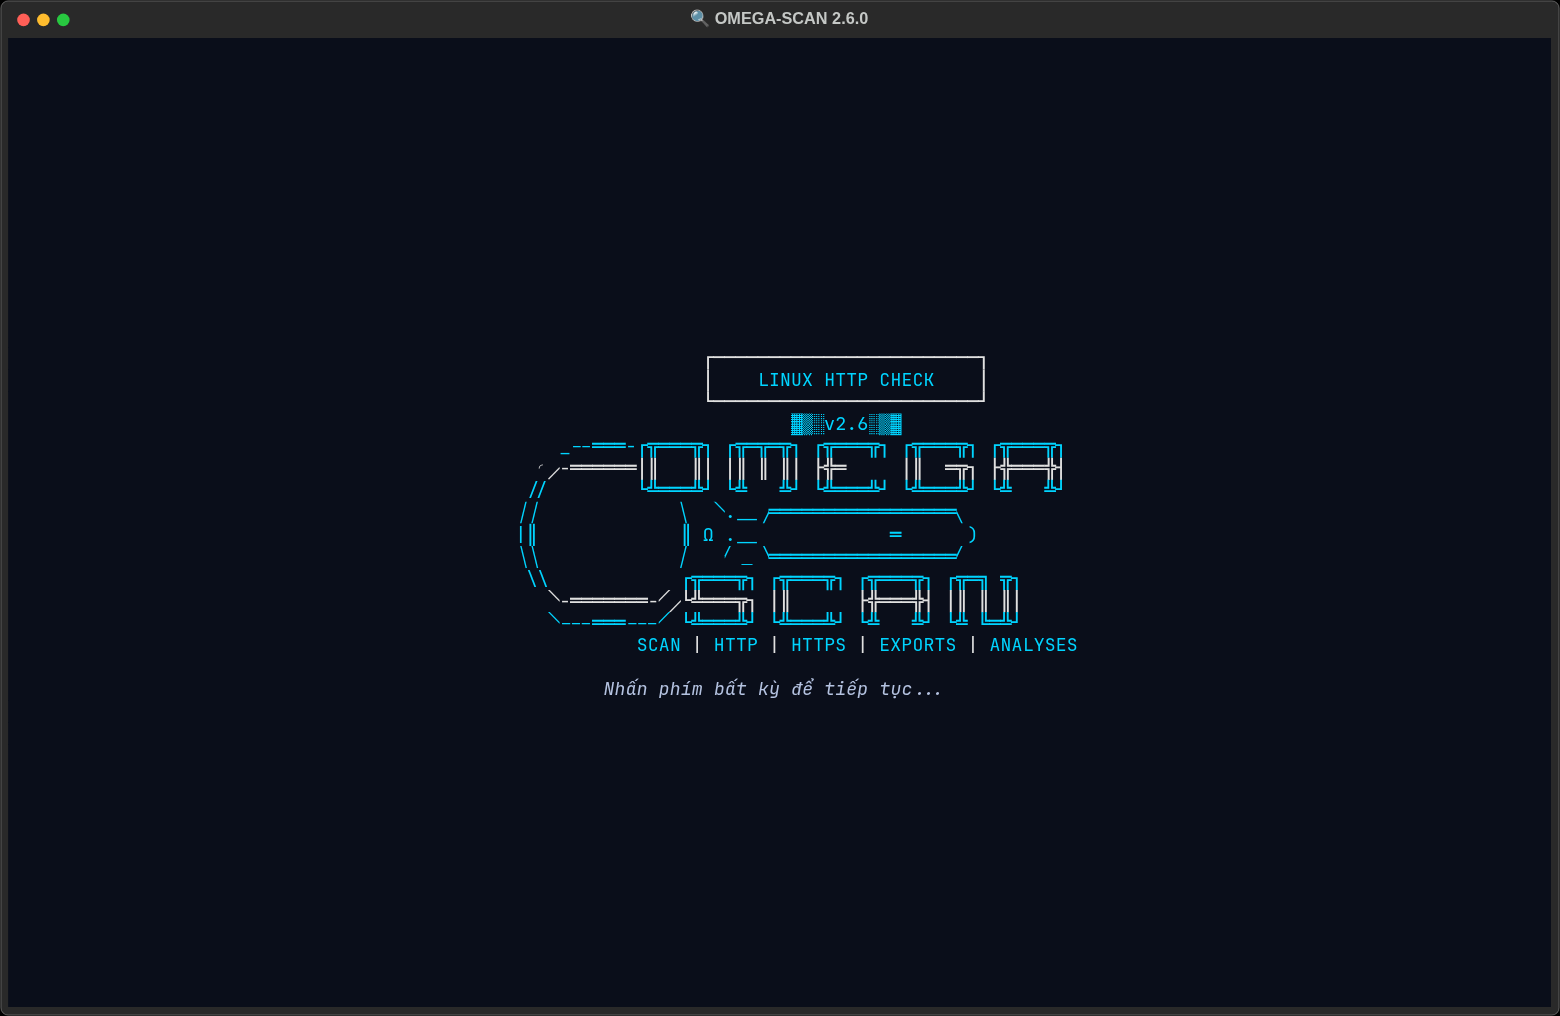 OMEGA-SCAN 2.6.0
LINUX HTTP CHECK
v2.6
OMEGA
Ω
SCAN
SCAN | HTTP | HTTPS | EXPORTS | ANALYSES
Nhấn phím bất kỳ để tiếp tục...